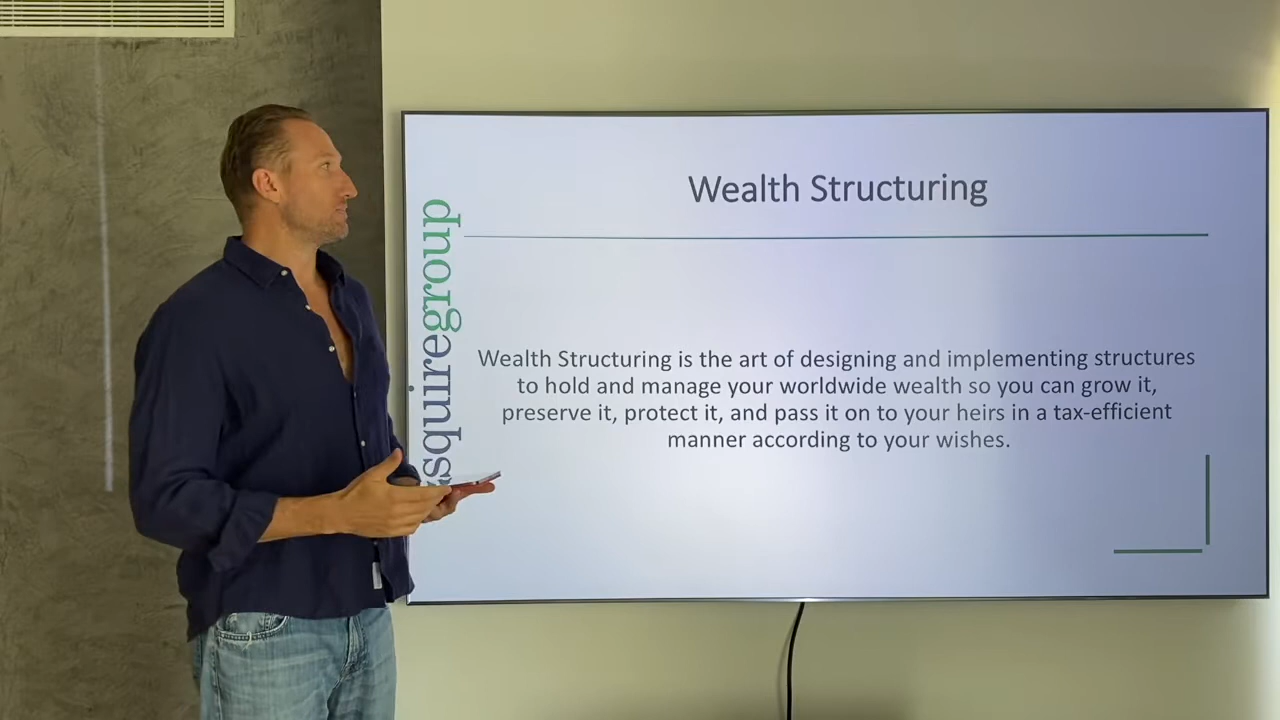 Wealth Structuring
squiregroup
Wealth Structuring is the art of designing and implementing structures
to hold and manage your worldwide wealth so you can grow it,
preserve it, protect it, and pass it on to your heirs in a tax-efficient
manner according to your wishes.